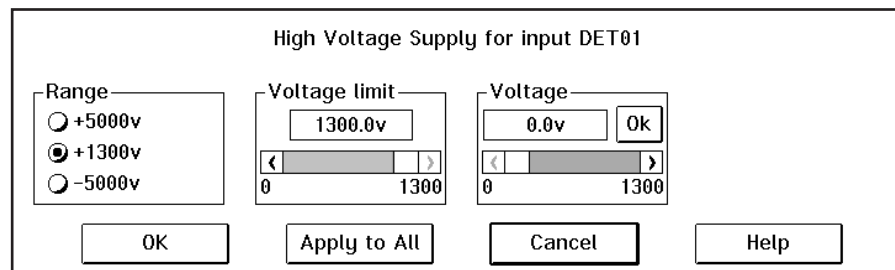 High Voltage Supply for input DET01
Range
+5000v
+1300v
-5000v
Voltage limit
1300.0v
0 1300
Voltage
0.0v Ok
0 1300
OK Apply to All Cancel Help